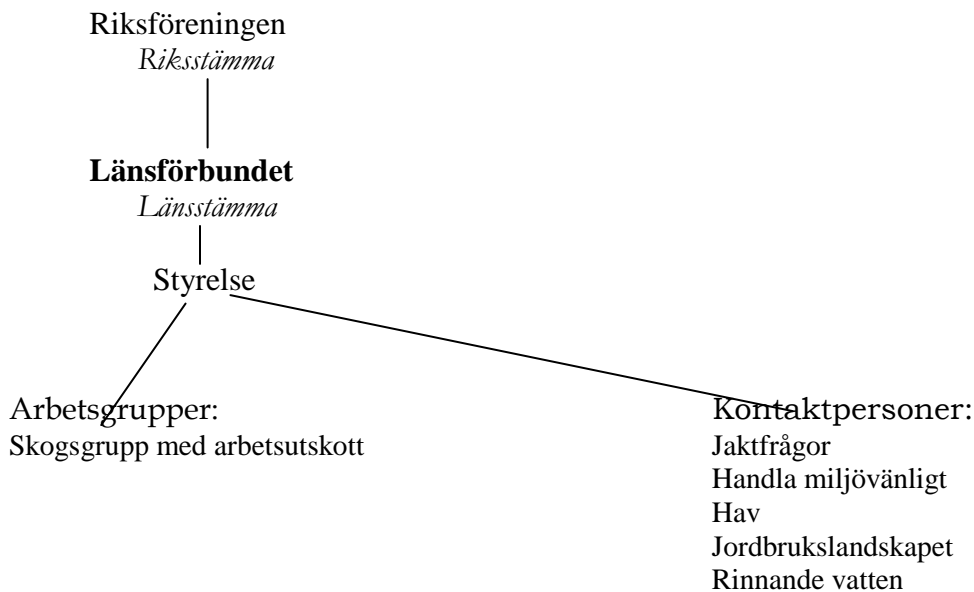 Riksföreningen
Riksstämma
Länsförbundet
Länsstämma
Styrelse
Arbetsgrupper:
Skogsgrupp med arbetsutskott
Kontaktpersoner:
Jaktfrågor
Handla miljövänligt
Hav
Jordbrukslandskapet
Rinnande vatten